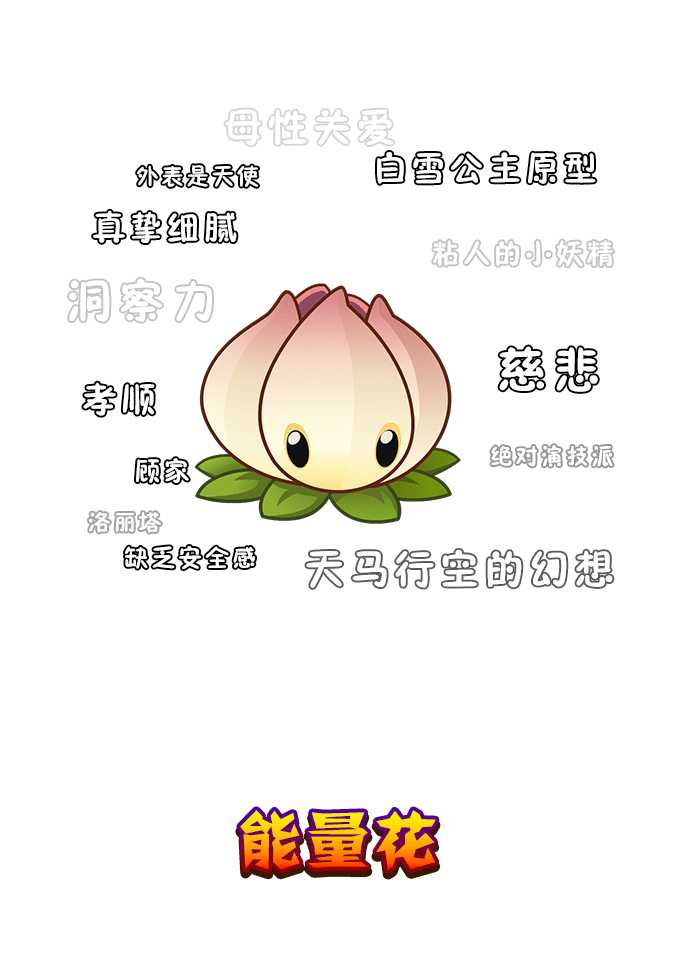 母性关爱
外表是天使
白雪公主原型
真挚细腻
粘人的小妖精
洞察力
慈悲
孝顺
顾家
绝对演技派
洛丽塔
缺乏安全感
天马行空的幻想
能量花